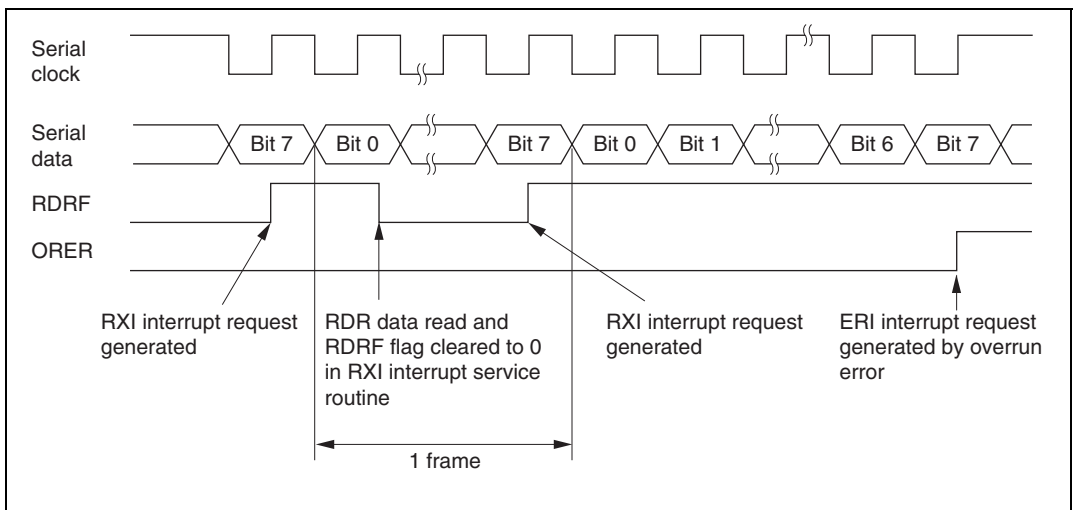 Serial
clock
Serial
data
Bit 7
Bit 0
Bit 7
Bit 0
Bit 1
Bit 6
Bit 7
RDRF
ORER
RXI interrupt request
generated
RDR data read and
RDRF flag cleared to 0
in RXI interrupt service
routine
RXI interrupt request
generated
ERI interrupt request
generated by overrun
error
1 frame